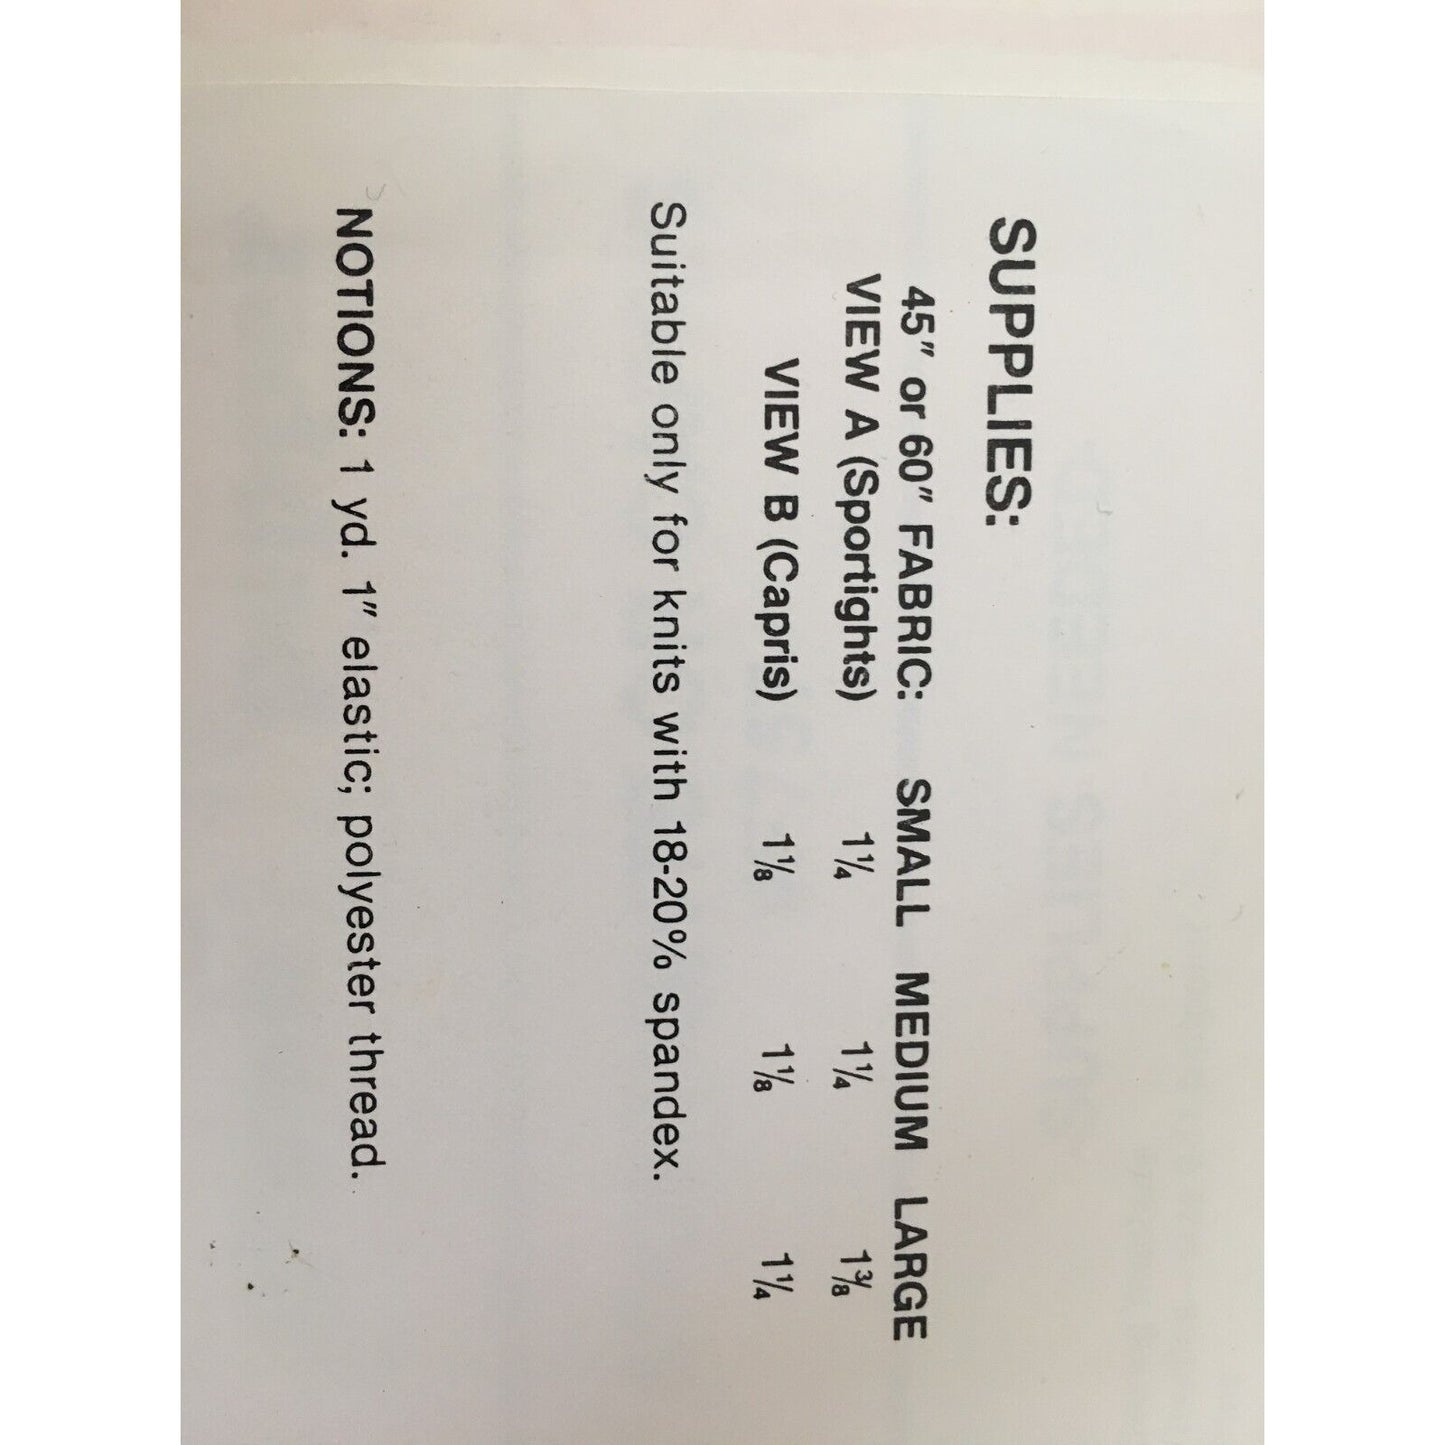 SUPPLIES:
45" or 60" FABRIC: SMALL MEDIUM LARGE
VIEW A (Sportights) 1¼ 1¼ 1⅜
VIEW B (Capris) 1⅛ 1⅛ 1¼
Suitable only for knits with 18-20% spandex.
NOTIONS: 1 yd. 1" elastic; polyester thread.